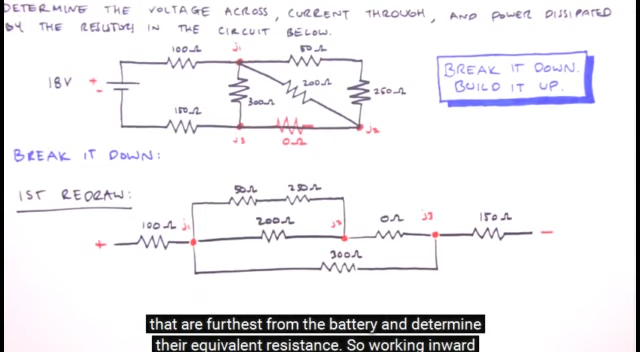 DETERMINE THE VOLTAGE ACROSS, CURRENT THROUGH, AND POWER DISSIPATED
BY THE RESISTORS IN THE CIRCUIT BELOW.
100Ω
J1
50Ω
18V
+
-
300Ω
200Ω
250Ω
150Ω
J3
0Ω
J2
BREAK IT DOWN.
BUILD IT UP.
BREAK IT DOWN:
1ST REDRAW:
50Ω 250Ω
100Ω J1 200Ω J2 0Ω J3 150Ω
+ -
300Ω
that are furthest from the battery and determine
their equivalent resistance. So working inward